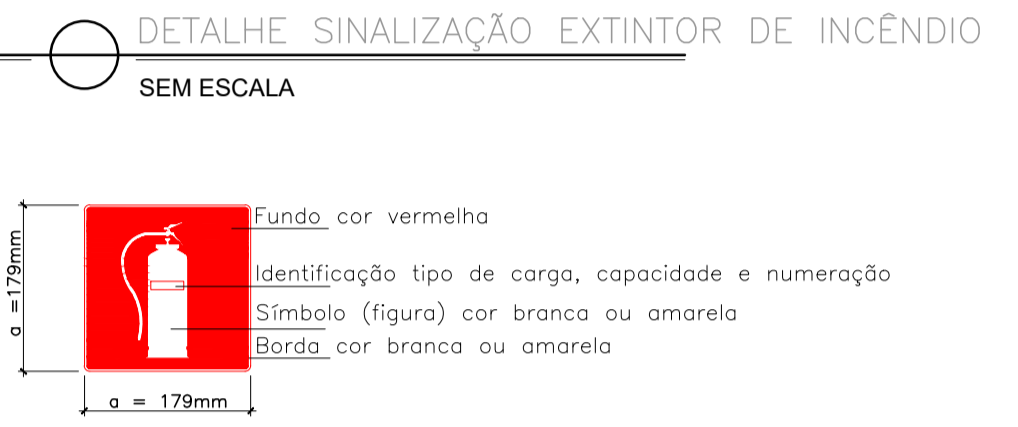 DETALHE SINALIZAÇÃO EXTINTOR DE INCÊNDIO
SEM ESCALA
a =179mm
Fundo cor vermelha
Identificação tipo de carga, capacidade e numeração
Símbolo (figura) cor branca ou amarela
Borda cor branca ou amarela
a = 179mm